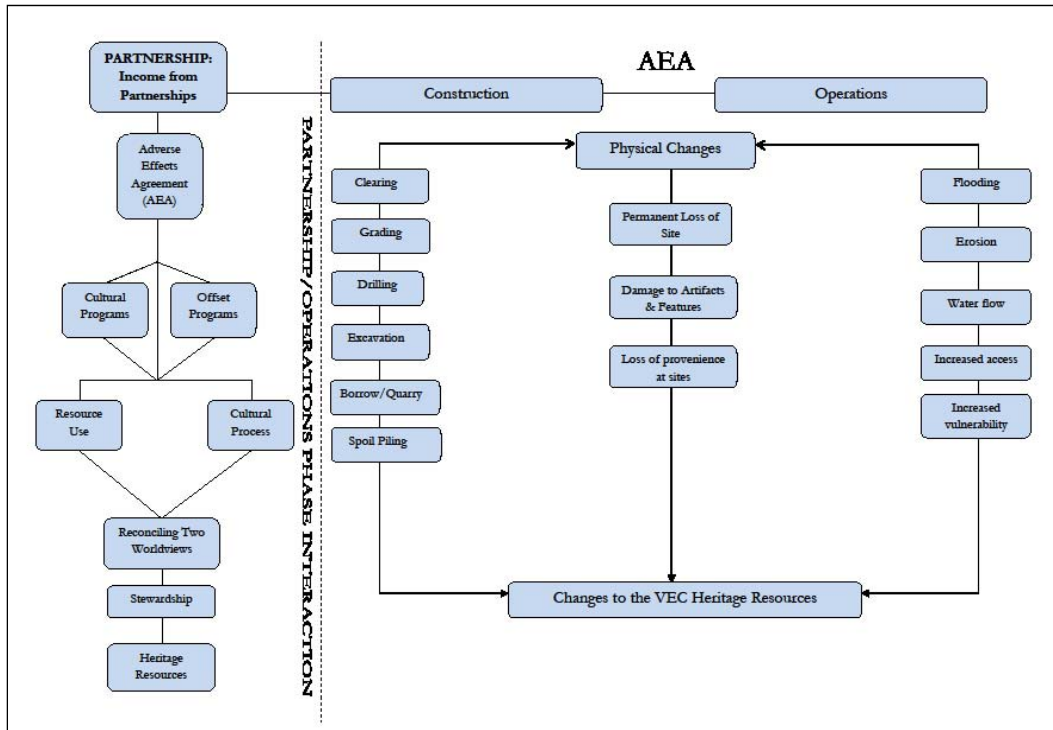 PARTNERSHIP:
Income from
Partnerships
Adverse
Effects
Agreement
(AEA)
Cultural
Programs
Offset
Programs
Resource
Use
Cultural
Process
Reconciling Two
Worldviews
Stewardship
Heritage
Resources
PARTNERSHIP/OPERATIONS PHASE INTERACTION
AEA
Construction
Operations
Physical Changes
Clearing
Grading
Drilling
Excavation
Borrow/Quarry
Spoil Piling
Permanent Loss of
Site
Damage to Artifacts
& Features
Loss of provenience
at sites
Flooding
Erosion
Water flow
Increased access
Increased
vulnerability
Changes to the VEC Heritage Resources